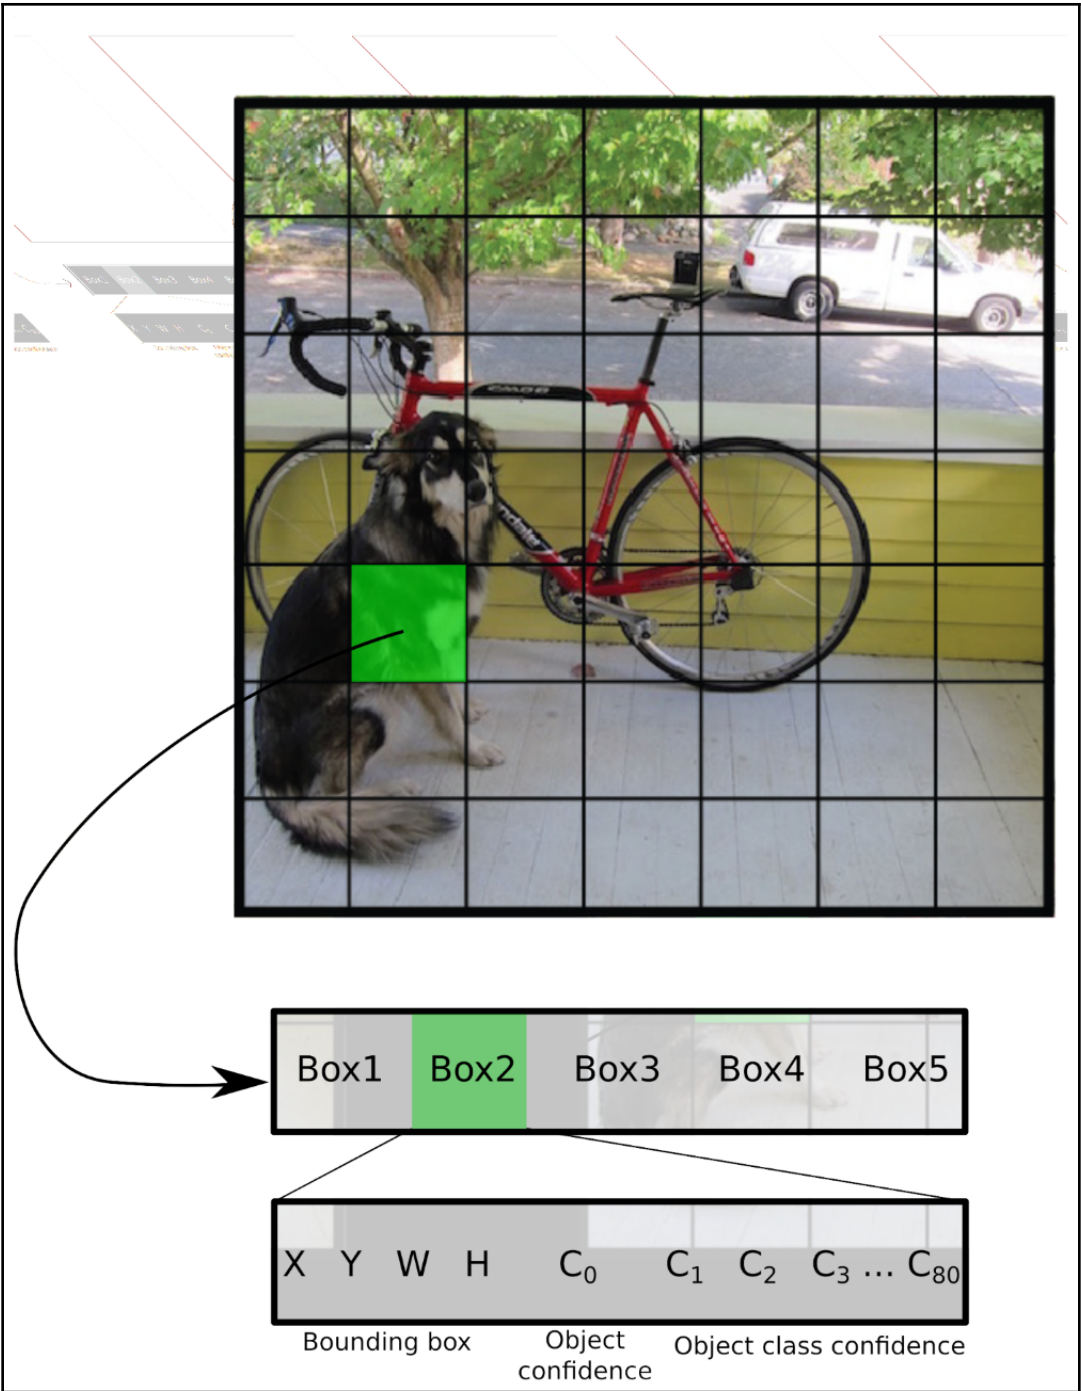 Box1 Box2 Box3 Box4 Box5
X Y W H C₀ C₁ C₂ C₃ ... C₈₀
Bounding box
Object confidence
Object class confidence